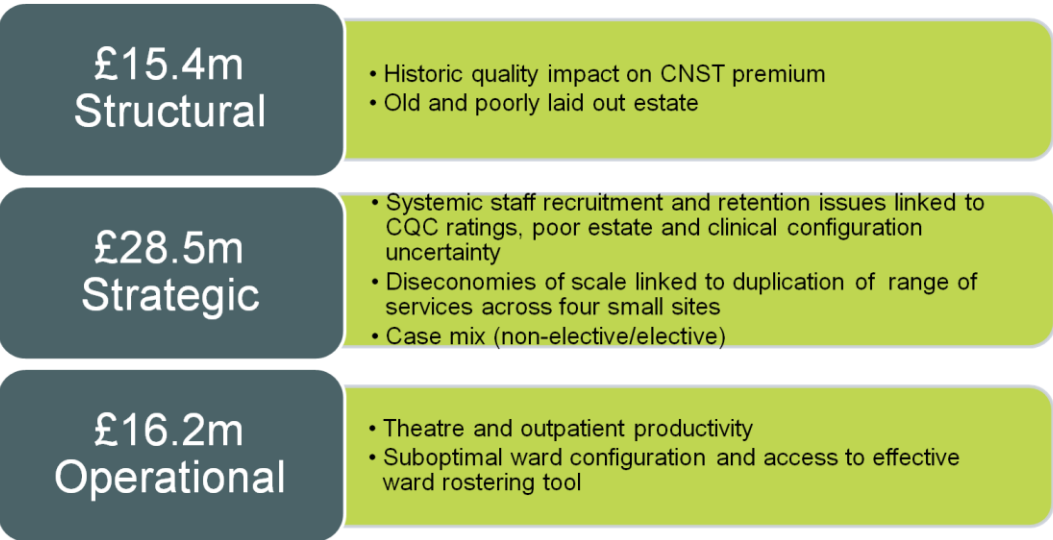 £15.4m
Structural
• Historic quality impact on CNST premium
• Old and poorly laid out estate
£28.5m
Strategic
• Systemic staff recruitment and retention issues linked to
CQC ratings, poor estate and clinical configuration
uncertainty
• Diseconomies of scale linked to duplication of range of
services across four small sites
• Case mix (non-elective/elective)
£16.2m
Operational
• Theatre and outpatient productivity
• Suboptimal ward configuration and access to effective
ward rostering tool